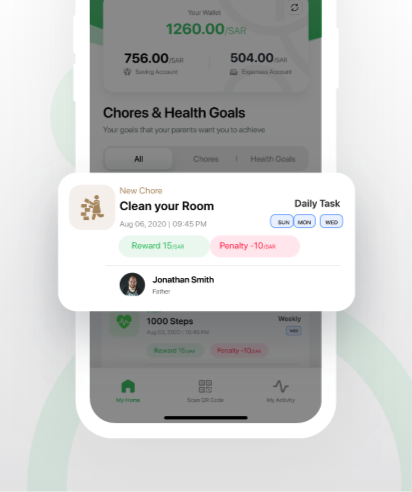 Your Wallet
1260.00/SAR
756.00/SAR 504.00/SAR
Saving Account Expenses Account
Chores & Health Goals
Your goals that your parents want you to achieve
All Chores Health Goals
New Chore
Clean your Room Daily Task
Aug 06, 2020 | 09:45 PM SUN MON WED
Reward 15/SAR Penalty -10/SAR
Jonathan Smith
Father
1000 Steps Weekly
Aug 03, 2020 | 10:45 PM
Reward 15/SAR Penalty -10/SAR
My Home Scan QR Code My Activity